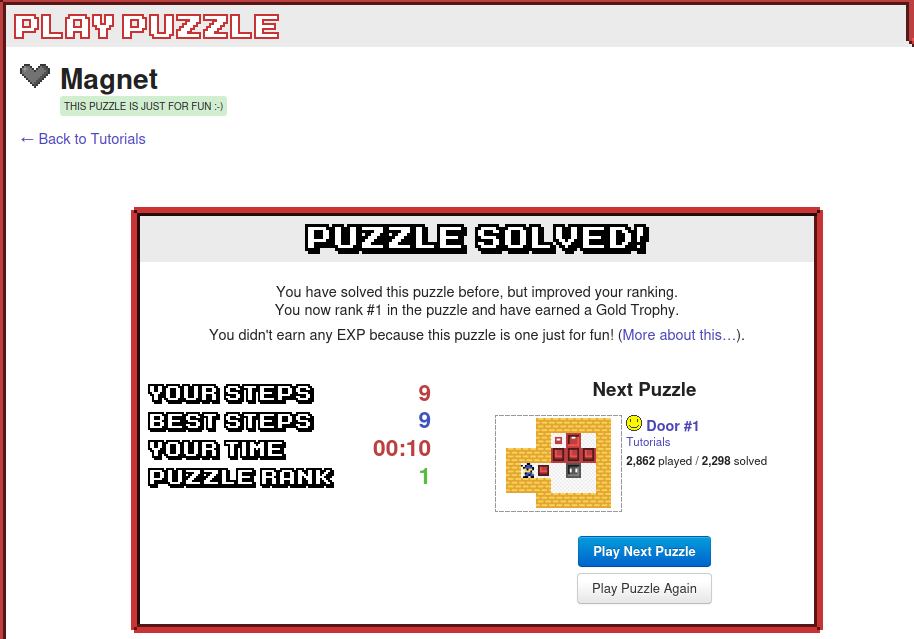 PLAY PUZZLE
Magnet
THIS PUZZLE IS JUST FOR FUN :-)
← Back to Tutorials
PUZZLE SOLVED!
You have solved this puzzle before, but improved your ranking.
You now rank #1 in the puzzle and have earned a Gold Trophy.
You didn't earn any EXP because this puzzle is one just for fun! (More about this…).
YOUR STEPS 9
BEST STEPS 9
YOUR TIME 00:10
PUZZLE RANK 1
Next Puzzle
Door #1
Tutorials
2,862 played / 2,298 solved
Play Next Puzzle
Play Puzzle Again